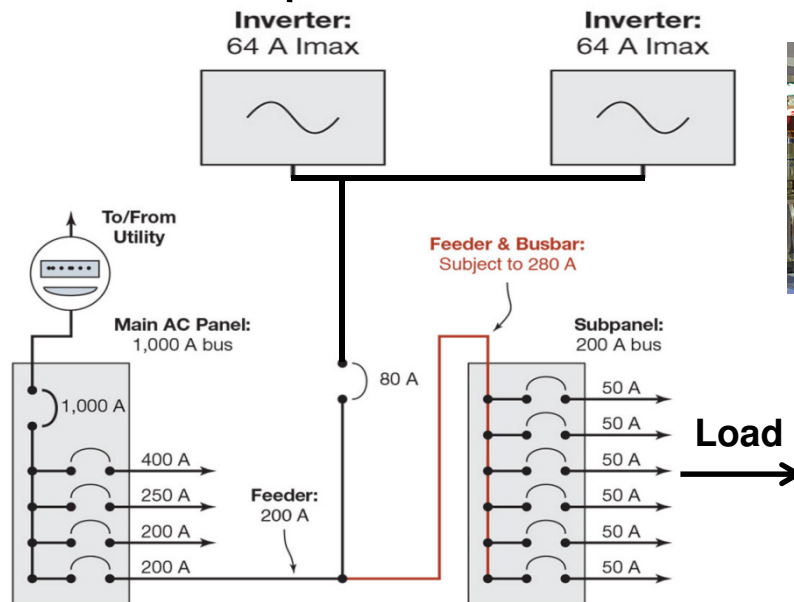 Inverter:
64 A Imax
Inverter:
64 A Imax
To/From
Utility
Feeder & Busbar:
Subject to 280 A
Main AC Panel:
1,000 A bus
Subpanel:
200 A bus
1,000 A
80 A
50 A
50 A
50 A
50 A
50 A
50 A
Load
400 A
250 A
200 A
200 A
Feeder:
200 A